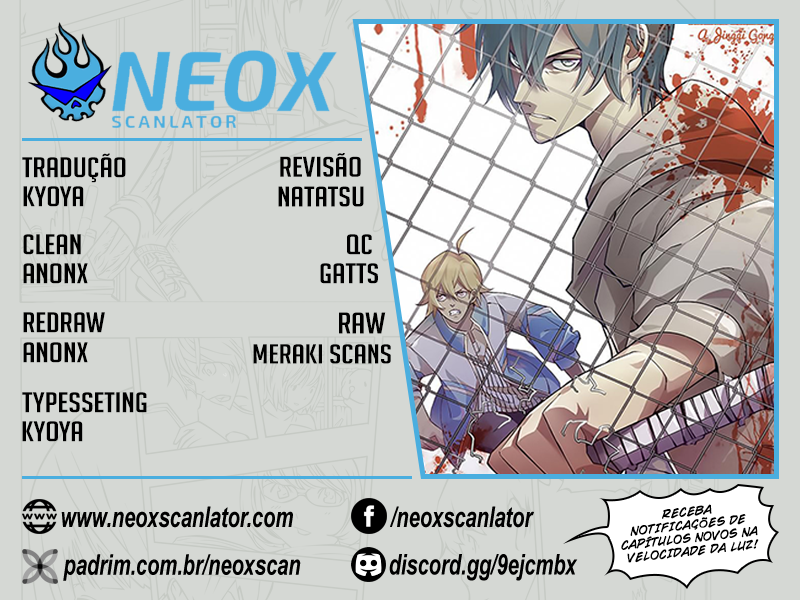 NEOX
SCANLATOR
TRADUÇÃO
KYOYA
REVISÃO
NATATSU
CLEAN
ANONX
QC
GATTS
REDRAW
ANONX
RAW
MERAKI SCANS
TYPESSETING
KYOYA
www.neoxscanlator.com
/neoxscanlator
padrim.com.br/neoxscan
discord.gg/9ejcmbx
RECEBA
NOTIFICAÇÕES DE
CAPÍTULOS NOVOS NA
VELOCIDADE DA LUZ!